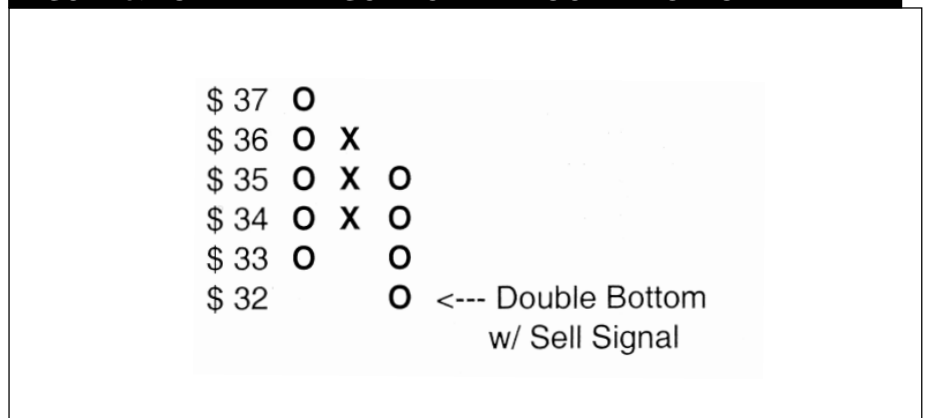 $ 37 O
$ 36 O X
$ 35 O X O
$ 34 O X O
$ 33 O O
$ 32 O <--- Double Bottom
w/ Sell Signal